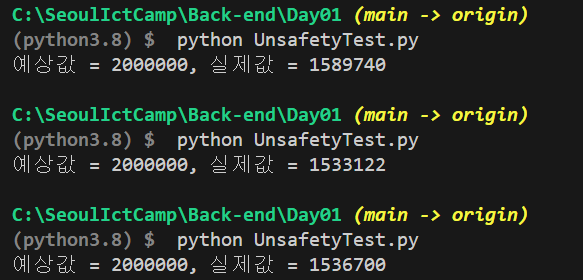 C:\SeoulIctCamp\Back-end\Day01 (main -> origin)
(python3.8) $  python UnsafetyTest.py
예상값 = 2000000, 실제값 = 1589740
C:\SeoulIctCamp\Back-end\Day01 (main -> origin)
(python3.8) $  python UnsafetyTest.py
예상값 = 2000000, 실제값 = 1533122
C:\SeoulIctCamp\Back-end\Day01 (main -> origin)
(python3.8) $  python UnsafetyTest.py
예상값 = 2000000, 실제값 = 1536700